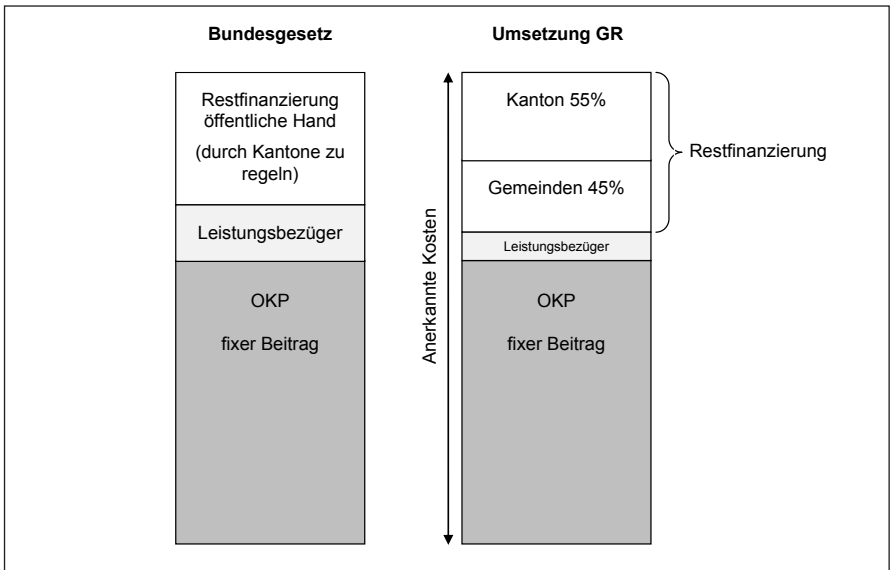 Bundesgesetz
Restfinanzierung
öffentliche Hand
(durch Kantone zu
regeln)
Leistungsbezüger
OKP
fixer Beitrag
Anerkannte Kosten
Umsetzung GR
Kanton 55%
Gemeinden 45%
Leistungsbezüger
OKP
fixer Beitrag
Restfinanzierung